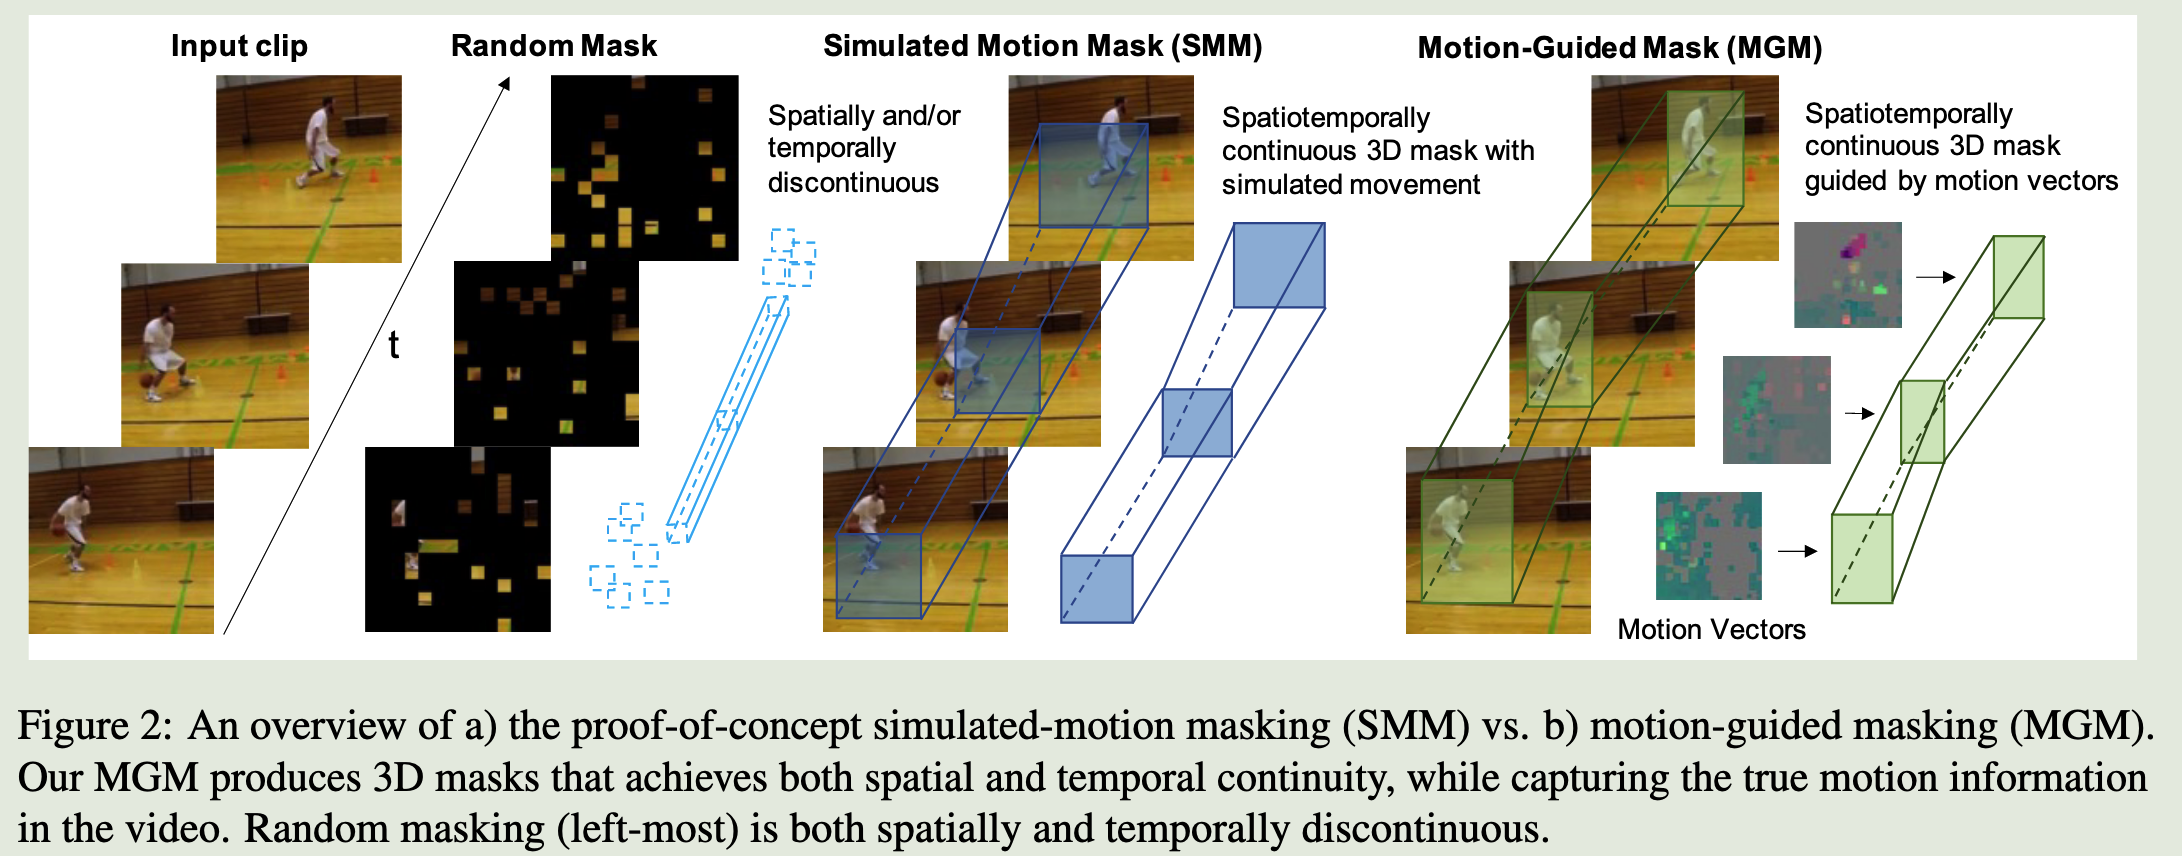 Input clip
Random Mask
Simulated Motion Mask (SMM)
Motion-Guided Mask (MGM)
Spatially and/or
temporally
discontinuous
Spatiotemporally
continuous 3D mask with
simulated movement
Spatiotemporally
continuous 3D mask
guided by motion vectors
t
Motion Vectors
Figure 2: An overview of a) the proof-of-concept simulated-motion masking (SMM) vs. b) motion-guided masking (MGM).
Our MGM produces 3D masks that achieves both spatial and temporal continuity, while capturing the true motion information
in the video. Random masking (left-most) is both spatially and temporally discontinuous.